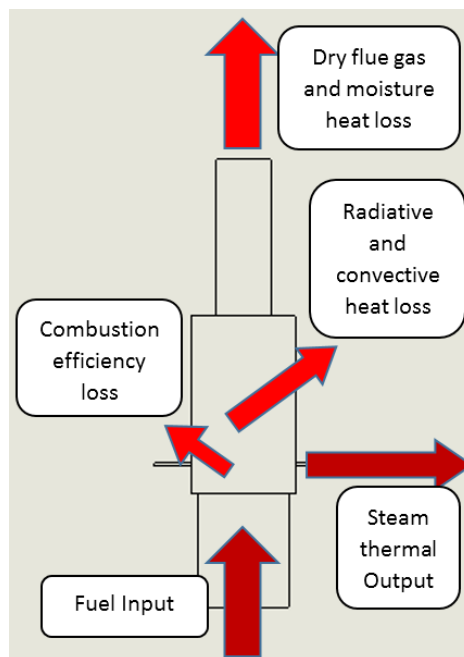 Dry flue gas
and moisture
heat loss
Radiative
and
convective
heat loss
Combustion
efficiency
loss
Steam
thermal
Output
Fuel Input